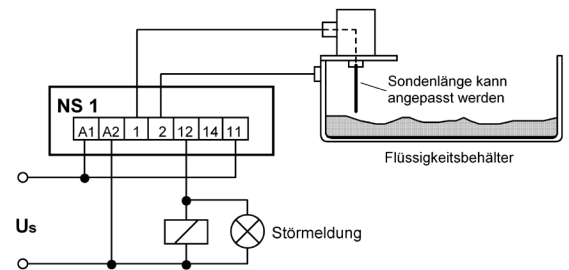 Sondenlänge kann
angepasst werden
NS 1
A1 A2 1 2 12 14 11
Flüssigkeitsbehälter
Us
Störmeldung